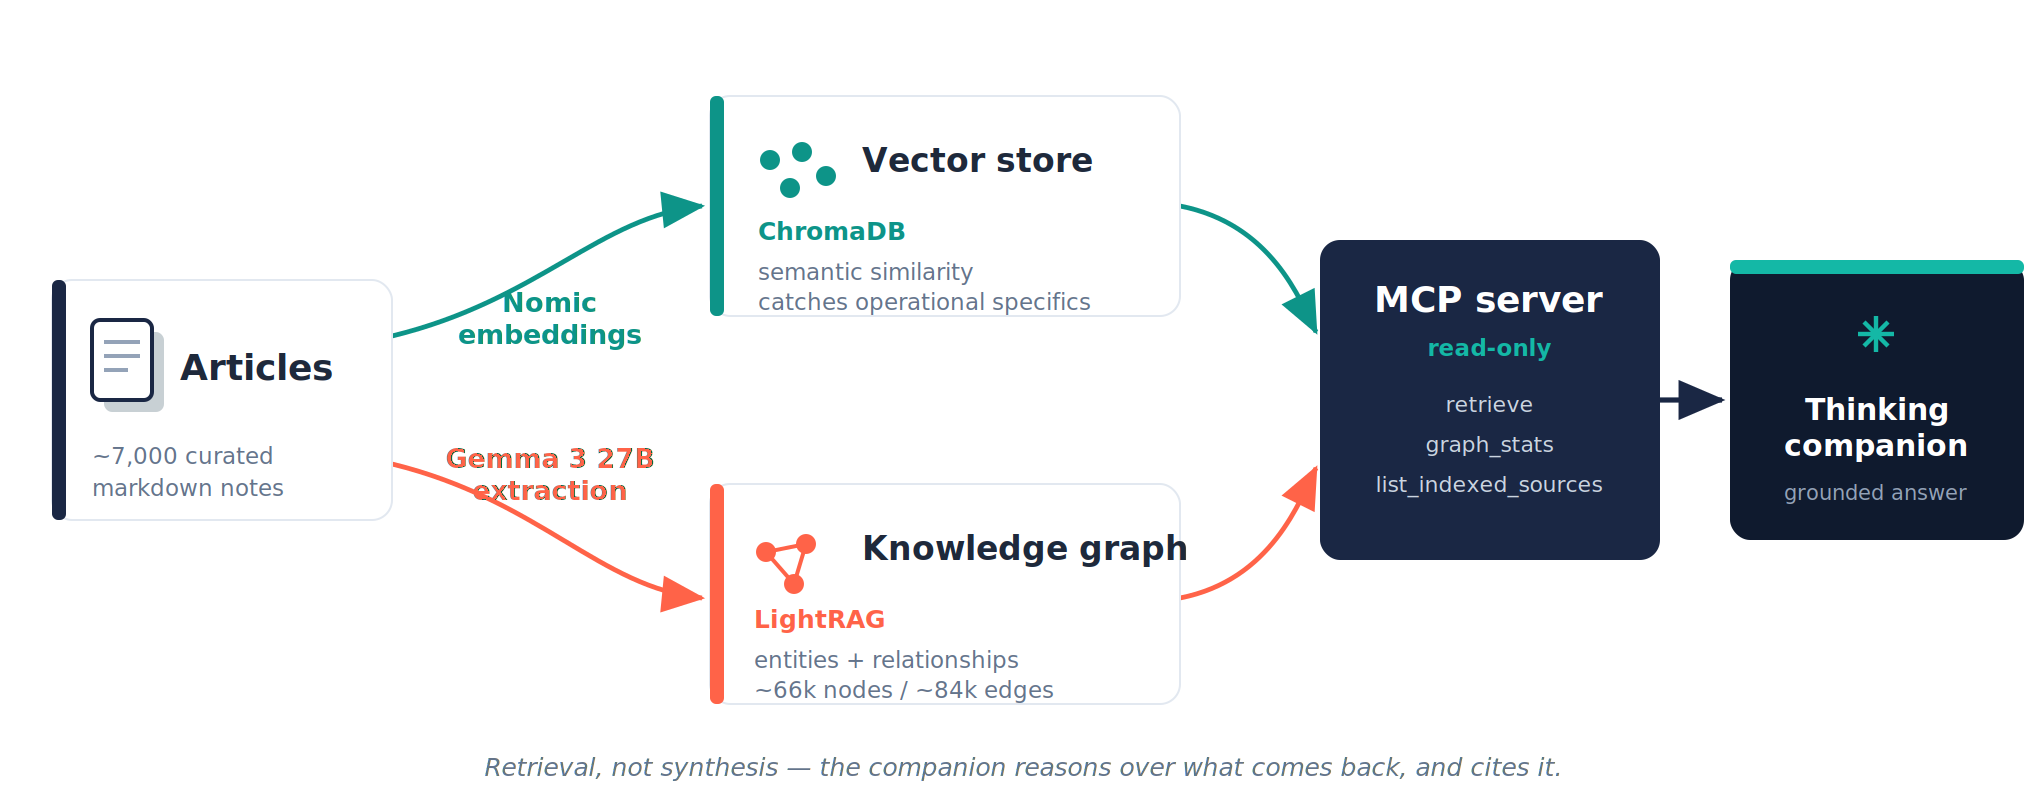 Articles
~7,000 curated
markdown notes
Nomic
embeddings
Gemma 3 27B
extraction
Vector store
ChromaDB
semantic similarity
catches operational specifics
Knowledge graph
LightRAG
entities + relationships
~66k nodes / ~84k edges
MCP server
read-only
retrieve
graph_stats
list_indexed_sources
Thinking
companion
grounded answer
Retrieval, not synthesis — the companion reasons over what comes back, and cites it.